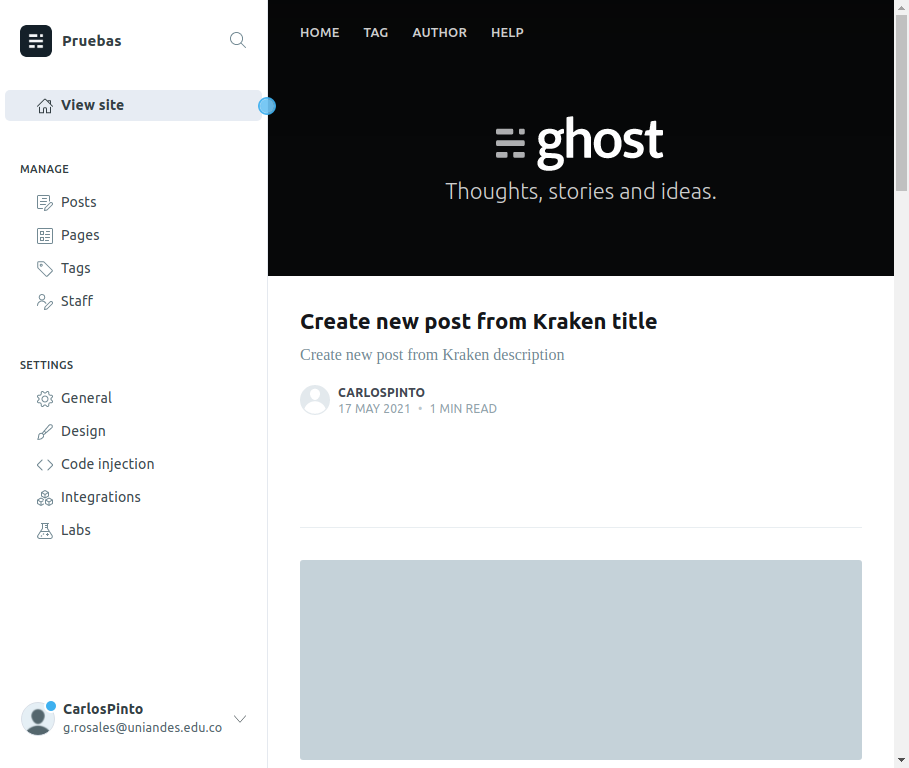 Pruebas
View site
MANAGE
Posts
Pages
Tags
Staff
SETTINGS
General
Design
Code injection
Integrations
Labs
CarlosPinto
g.rosales@uniandes.edu.co
HOME TAG AUTHOR HELP
ghost
Thoughts, stories and ideas.
Create new post from Kraken title
Create new post from Kraken description
CARLOSPINTO
17 MAY 2021 • 1 MIN READ